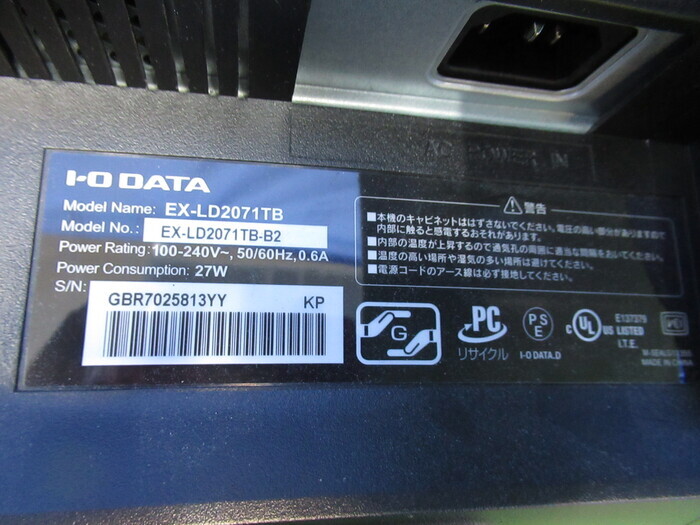 AC POWER IN
I-O DATA
Model Name: EX-LD2071TB
Model No.: EX-LD2071TB-B2
Power Rating: 100-240V~, 50/60Hz, 0.6A
Power Consumption: 27W
S/N:
GBR7025813YY KP
⚠警告
■本機のキャビネットははずさないでください。電圧の高い部分がありますので
内部に触ると感電するおそれがあります。
■内部の温度が上昇するので通気孔の周囲に適当な間隔をおいてください。
■温度の高い場所や湿気の多い場所は避けてください。
■電源コードのアース線は必ず接地してください。
G
PC
リサイクル
PS
E
I-O DATA.D
c UL US LISTED
E137379
I.T.E.
MADE IN CHINA